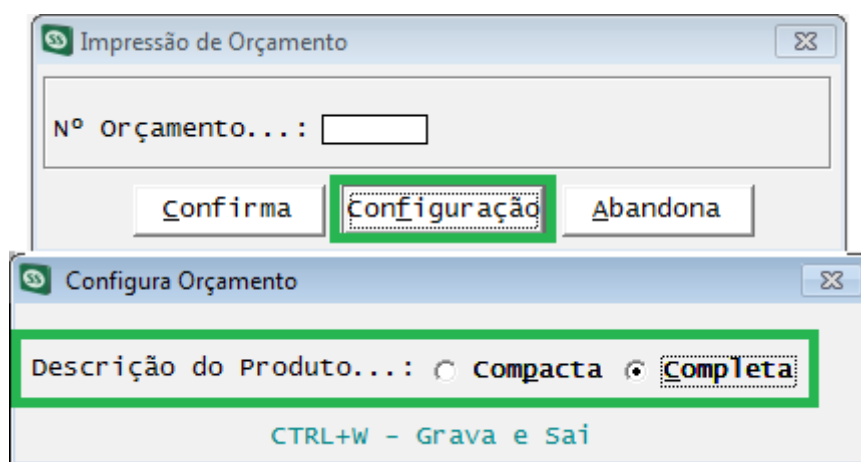 Impressão de Orçamento
Nº Orçamento...:
Confirma Configuração Abandona
Configura Orçamento
Descrição do Produto...: Compacta Completa
CTRL+W - Grava e Sai